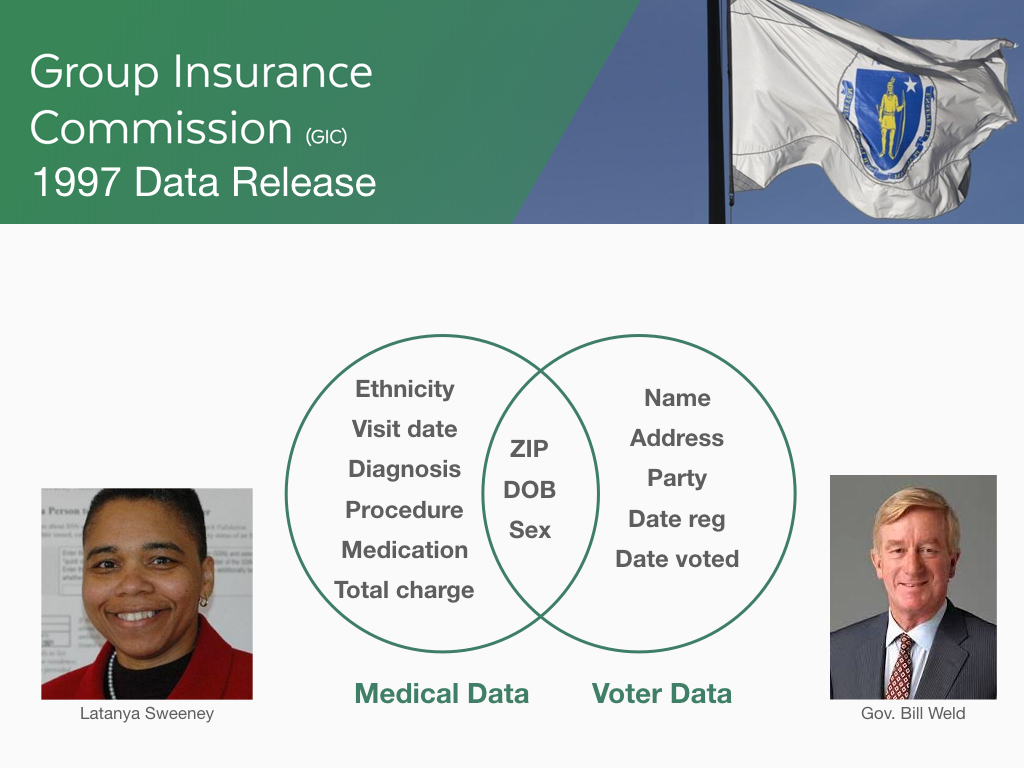 Group Insurance
Commission (GIC)
1997 Data Release
Ethnicity
Visit date
Diagnosis
Procedure
Medication
Total charge
ZIP
DOB
Sex
Name
Address
Party
Date reg
Date voted
Medical Data
Voter Data
Latanya Sweeney
Gov. Bill Weld